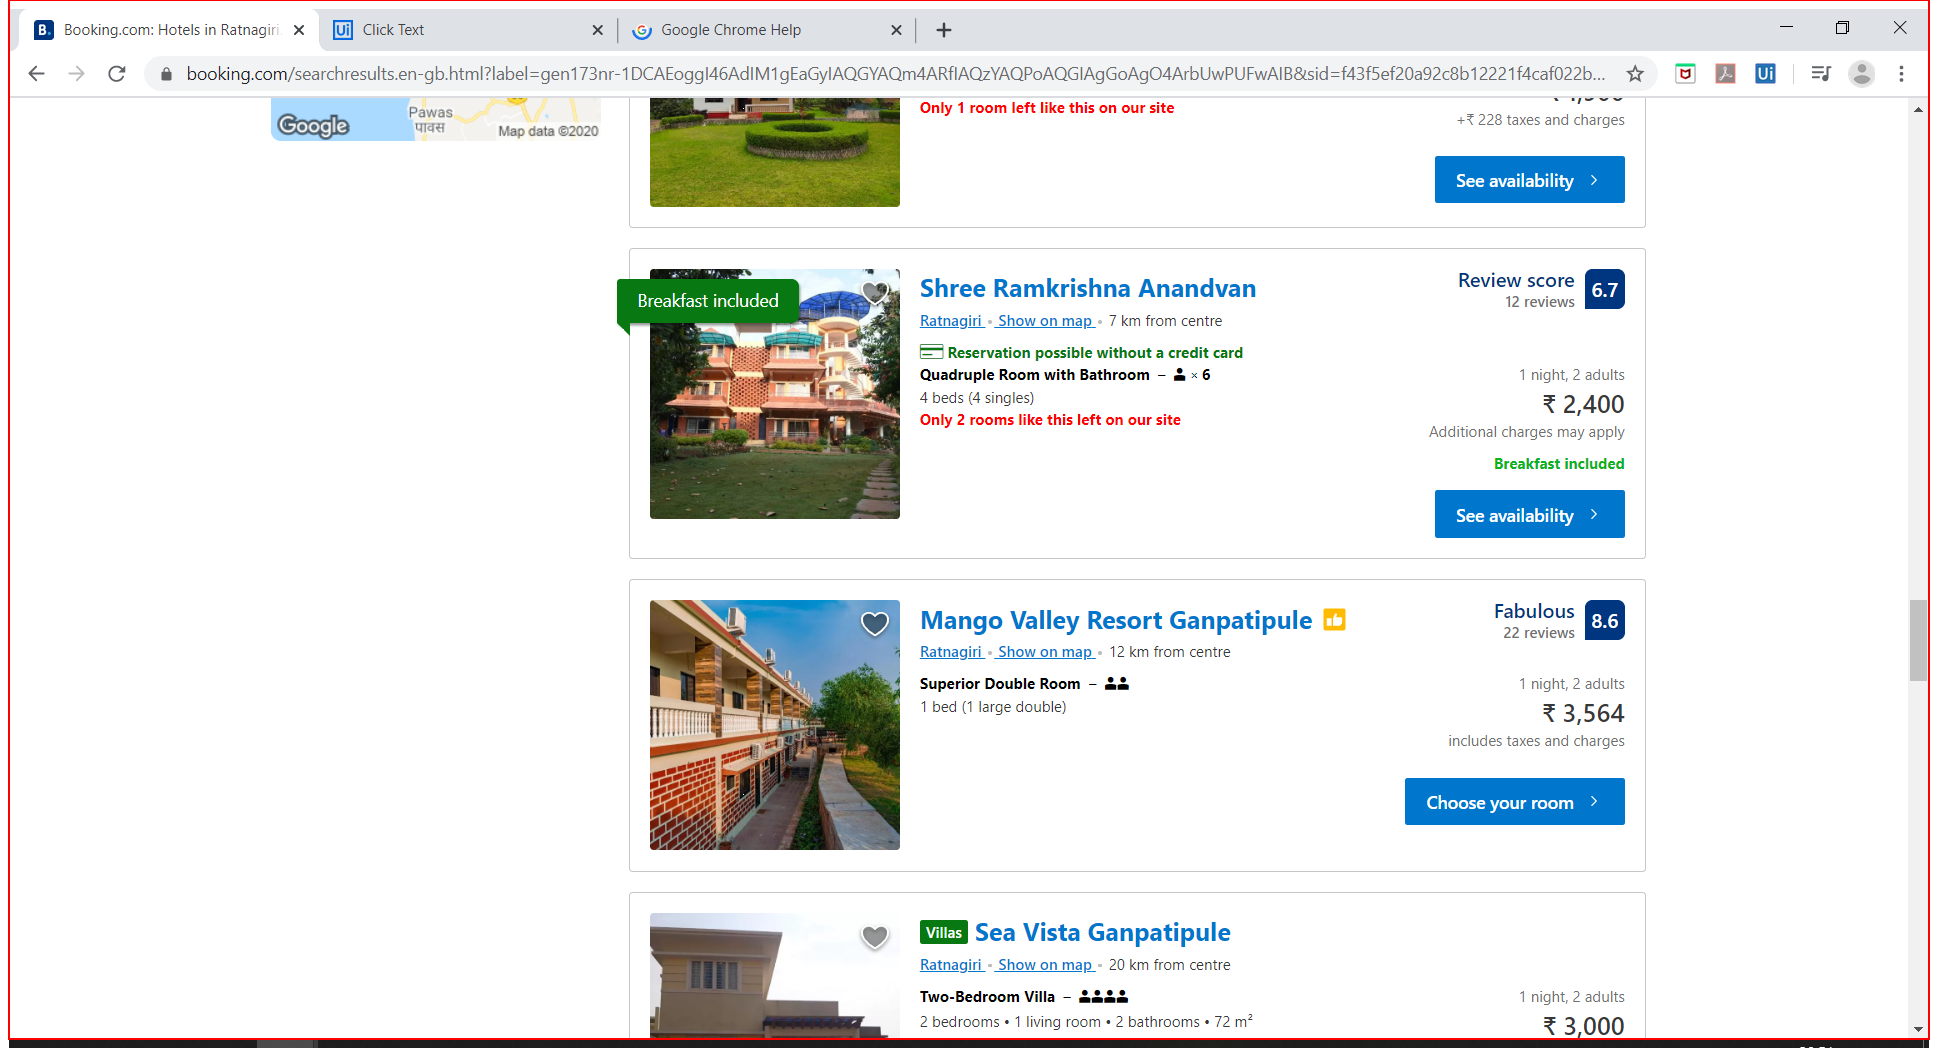 Booking.com: Hotels in Ratnagiri.
Click Text
Google Chrome Help
booking.com/searchresults.en-gb.html?label=gen173nr-1DCAEoggI46AdIM1gEaGyIAQGYAQm4ARfIAQzYAQPoAQGIAgGoAgO4ArbUwPUFwAIB&sid=f43f5ef20a92c8b12221f4caf022b...
Google
Pawas
पावस
Map data ©2020
Only 1 room left like this on our site
+₹ 228 taxes and charges
See availability
Breakfast included
Shree Ramkrishna Anandvan
Ratnagiri • Show on map • 7 km from centre
Reservation possible without a credit card
Quadruple Room with Bathroom – × 6
4 beds (4 singles)
Only 2 rooms like this left on our site
Review score 6.7
12 reviews
1 night, 2 adults
₹ 2,400
Additional charges may apply
Breakfast included
See availability
Mango Valley Resort Ganpatipule
Ratnagiri • Show on map • 12 km from centre
Superior Double Room –
1 bed (1 large double)
Fabulous 8.6
22 reviews
1 night, 2 adults
₹ 3,564
includes taxes and charges
Choose your room
Villas Sea Vista Ganpatipule
Ratnagiri • Show on map • 20 km from centre
Two-Bedroom Villa –
2 bedrooms • 1 living room • 2 bathrooms • 72 m²
1 night, 2 adults
₹ 3,000